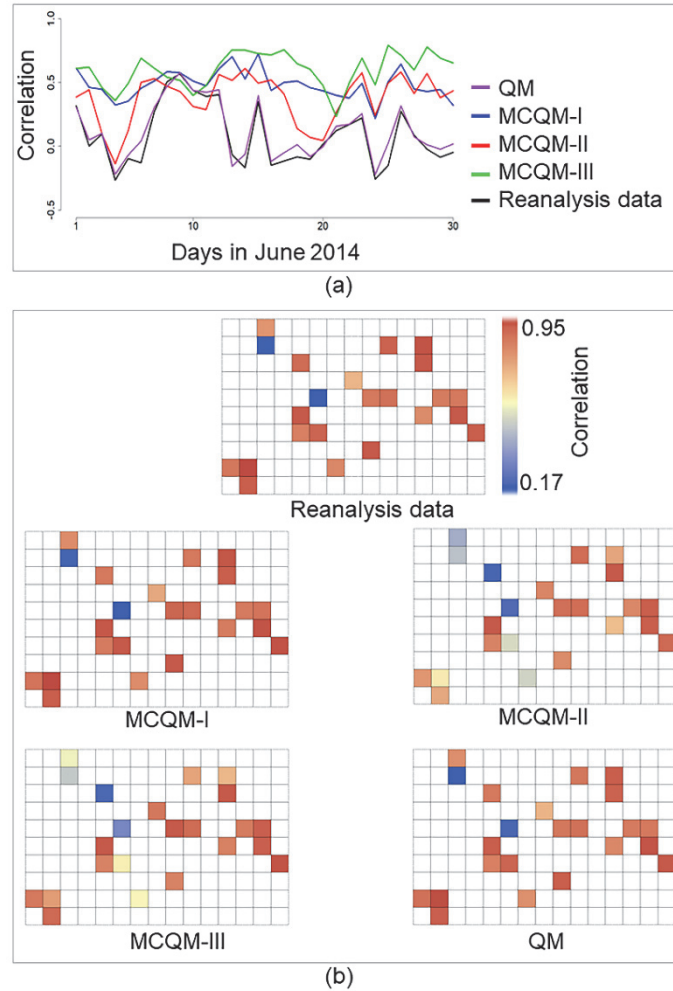 1.0
0.5
0.0
-0.5
Correlation
1
10
20
30
Days in June 2014
QM
MCQM-I
MCQM-II
MCQM-III
Reanalysis data
(a)
0.95
0.17
Correlation
Reanalysis data
MCQM-I
MCQM-II
MCQM-III
QM
(b)